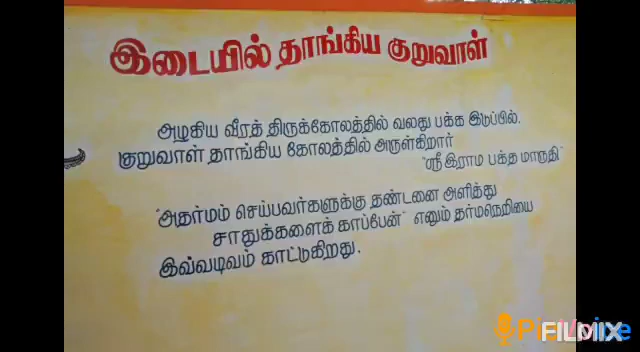 இடையில் தாங்கிய குறுவாள்
அழகிய வீரத் திருக்கோலத்தில் வலது பக்க இடுப்பில்,
குறுவாள் தாங்கிய கோலத்தில் அருள்கிறார்
"ஸ்ரீ இராம பக்த மாருதி"
"அதர்மம் செய்பவர்களுக்கு தண்டனை அளித்து
சாதுக்களைக் காப்பேன்" எனும் தர்மநெறியை
இவ்வடிவம் காட்டுகிறது.
FILMIX